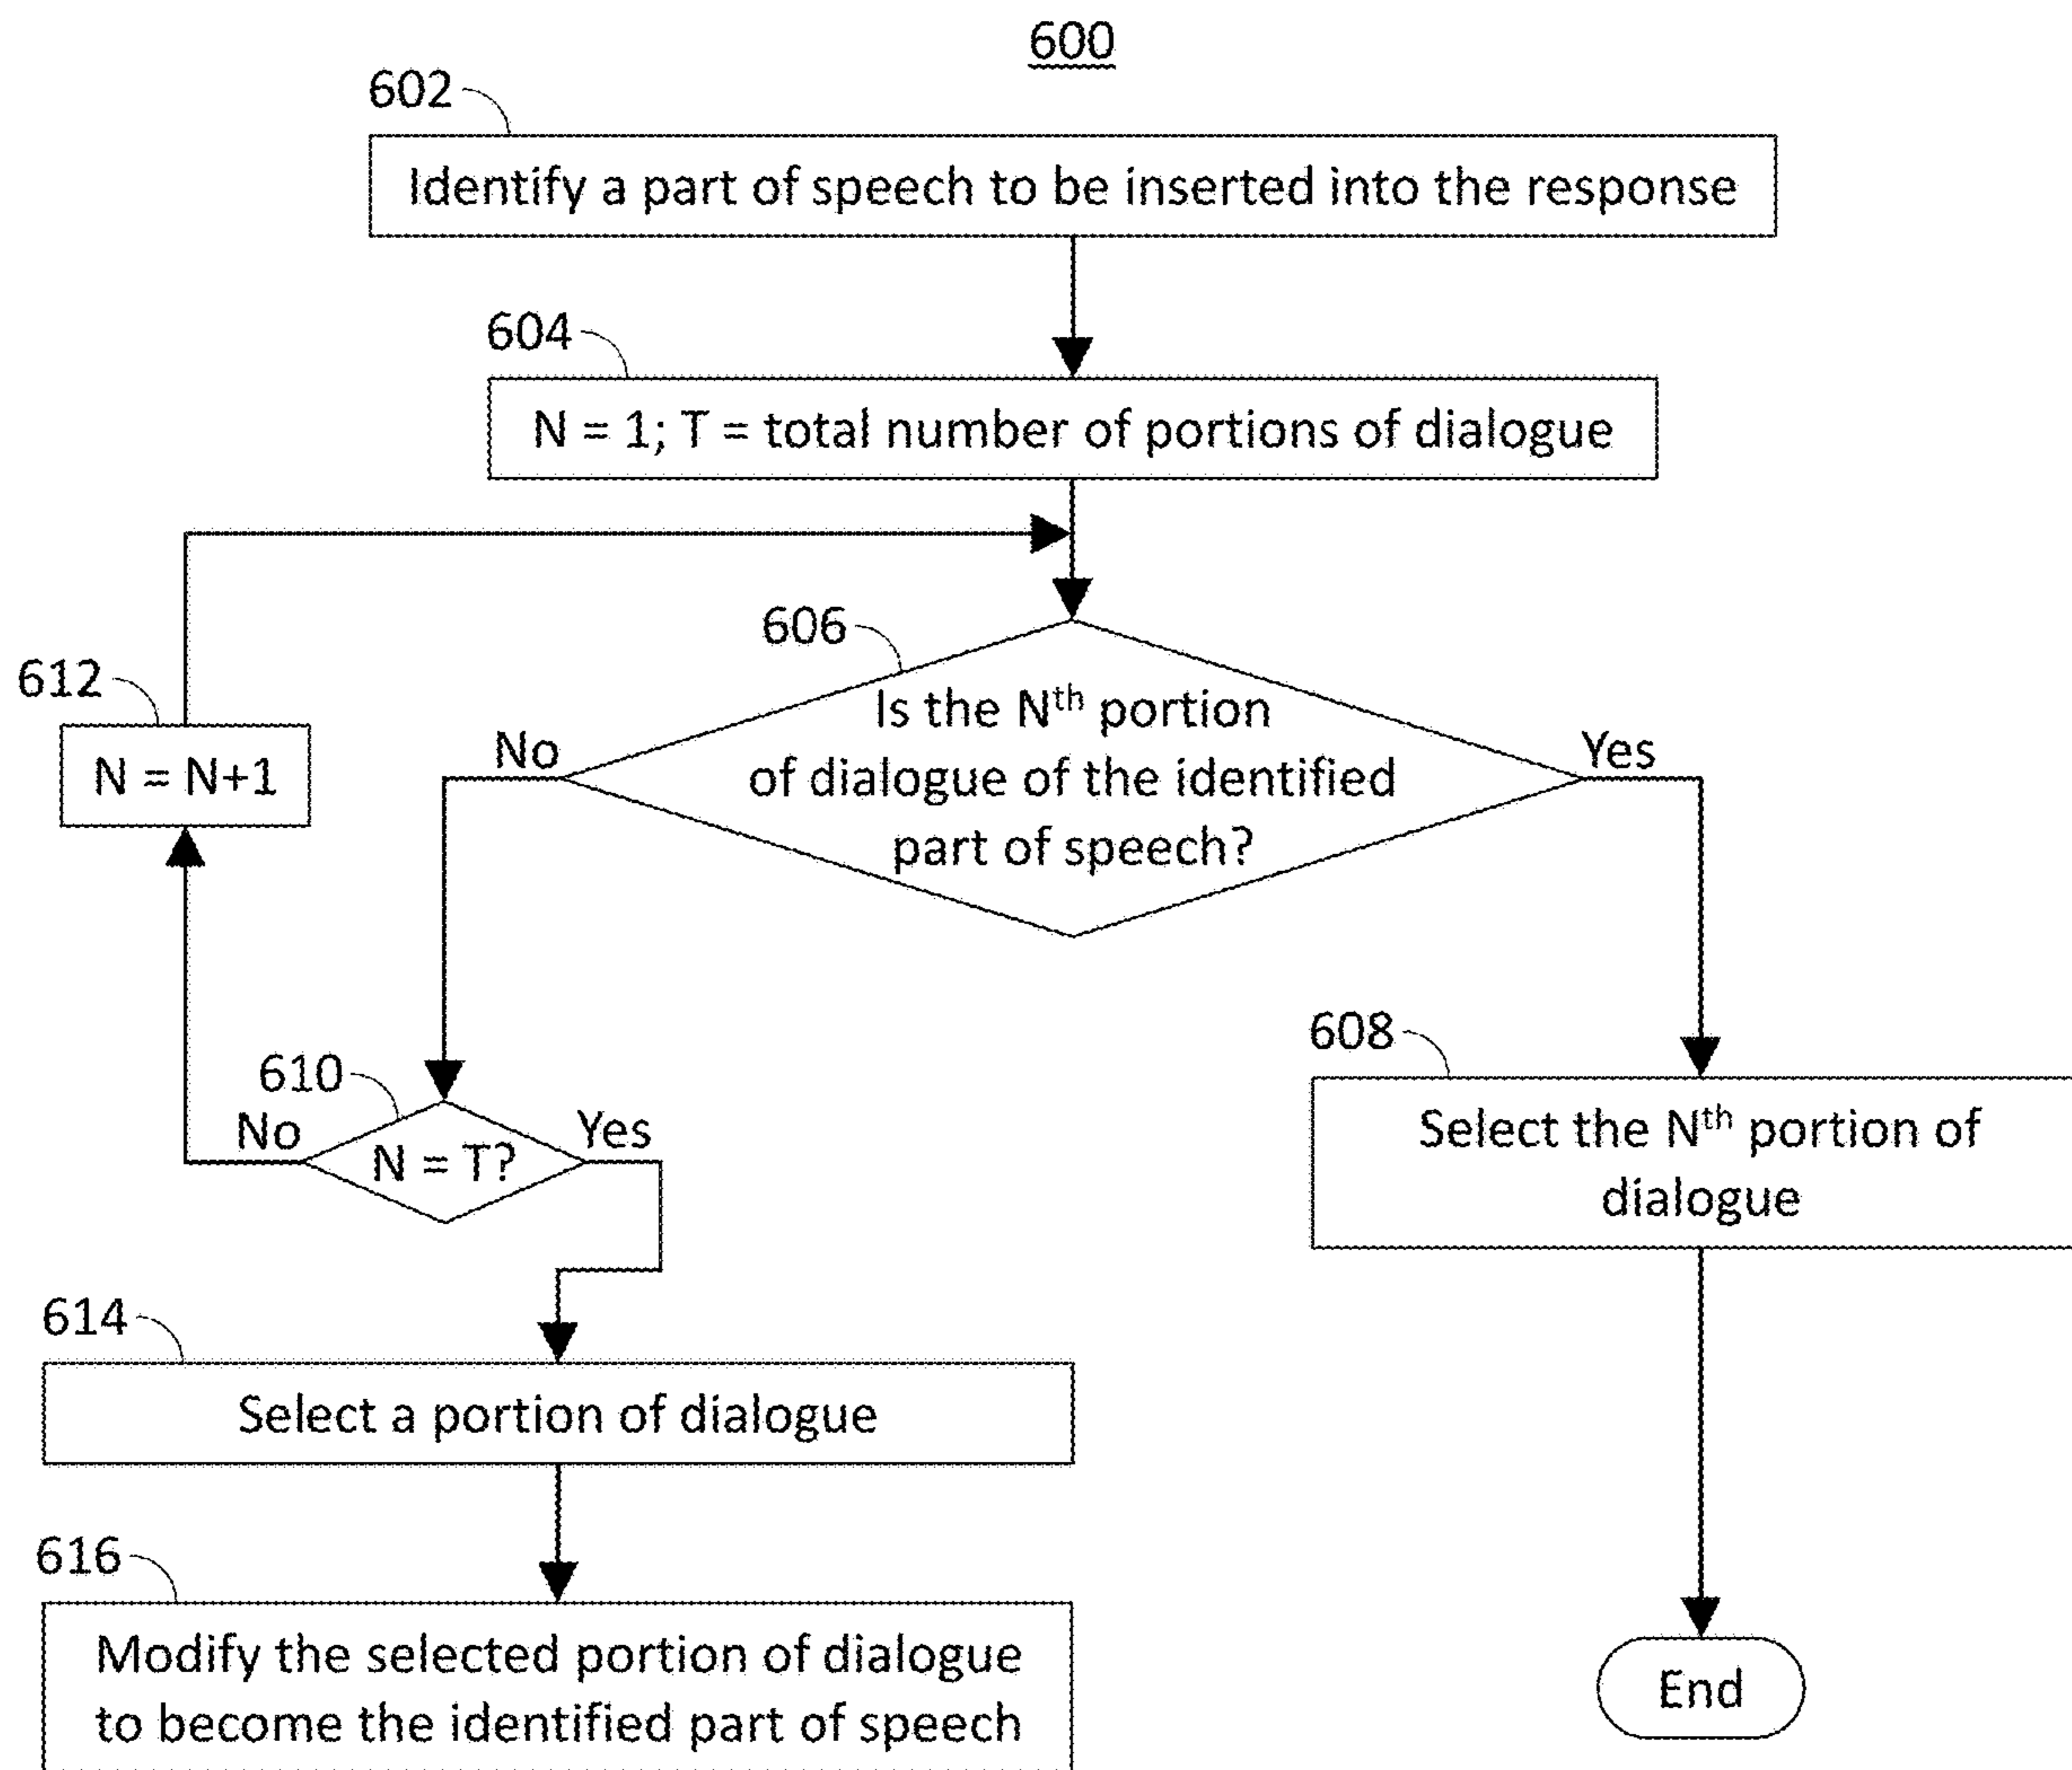 600
602
Identify a part of speech to be inserted into the response
604
N = 1; T = total number of portions of dialogue
606
Is the Nth portion
of dialogue of the identified
part of speech?
No
Yes
612
N = N+1
608
Select the Nth portion of
dialogue
610
No
Yes
N = T?
614
Select a portion of dialogue
616
Modify the selected portion of dialogue
to become the identified part of speech
End